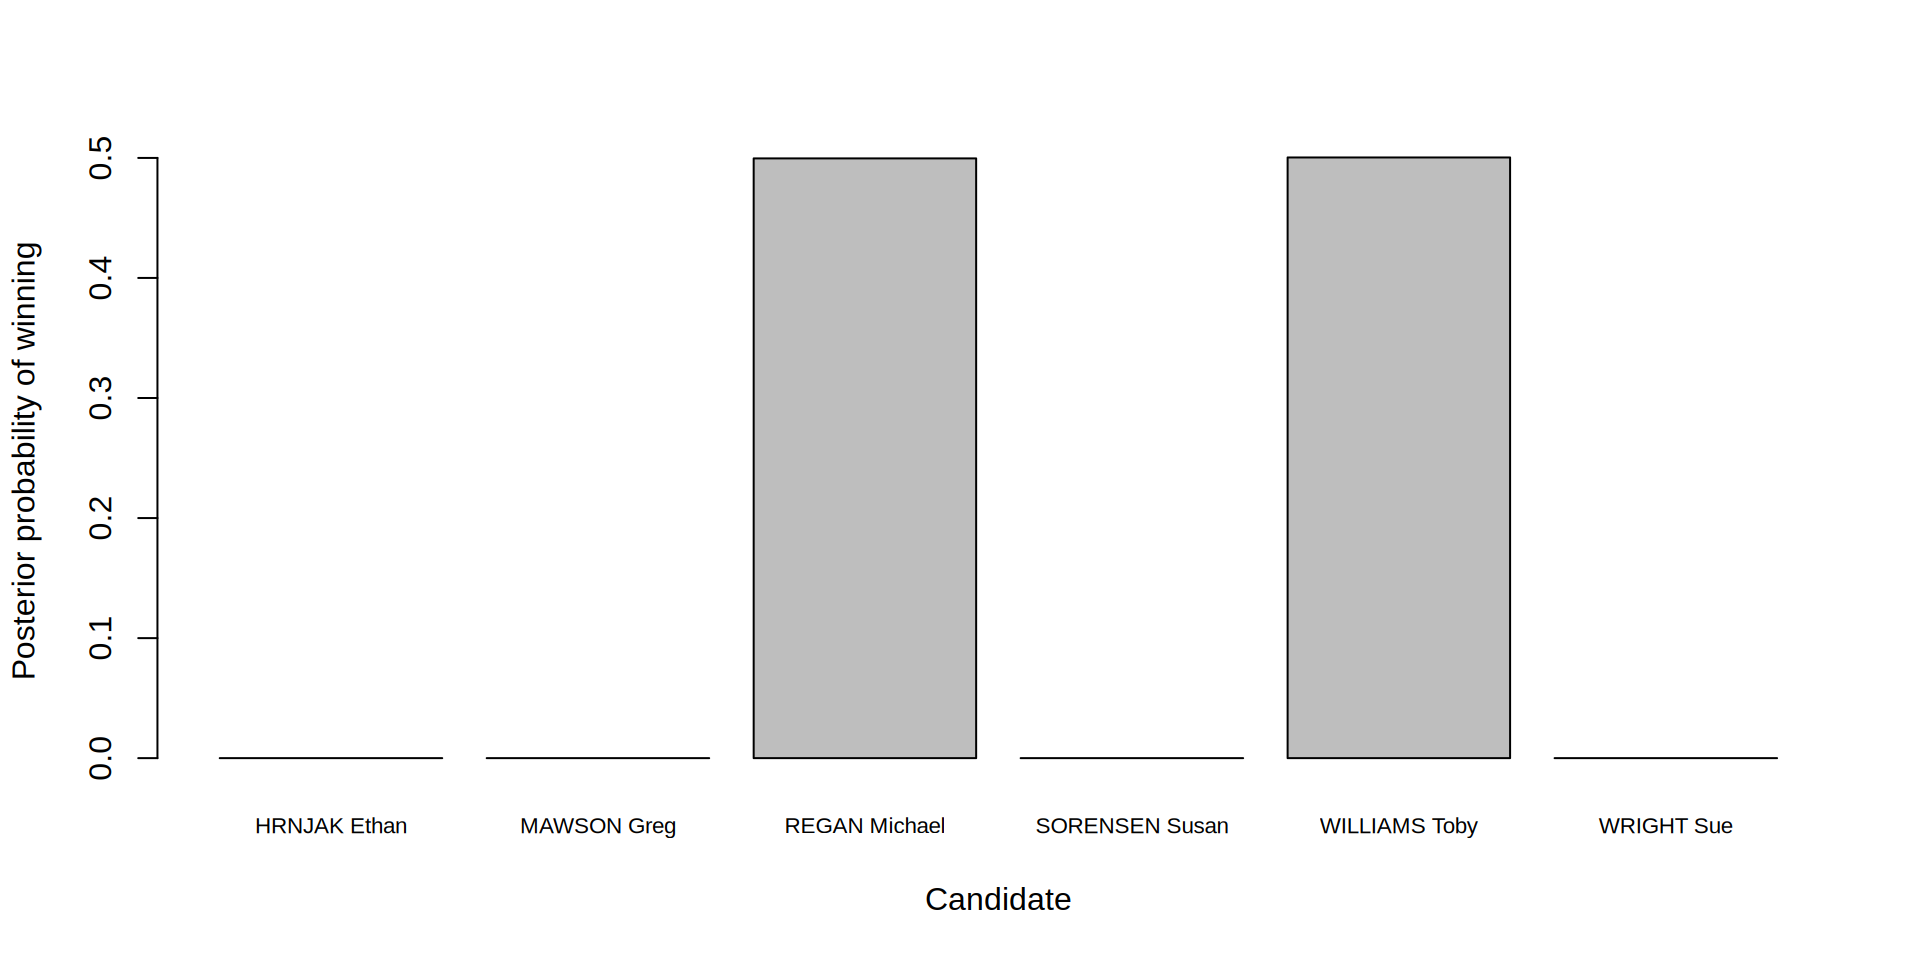 Posterior probability of winning
0.5
0.4
0.3
0.2
0.1
0.0
HRNJAK Ethan
MAWSON Greg
REGAN Michael
SORENSEN Susan
WILLIAMS Toby
WRIGHT Sue
Candidate